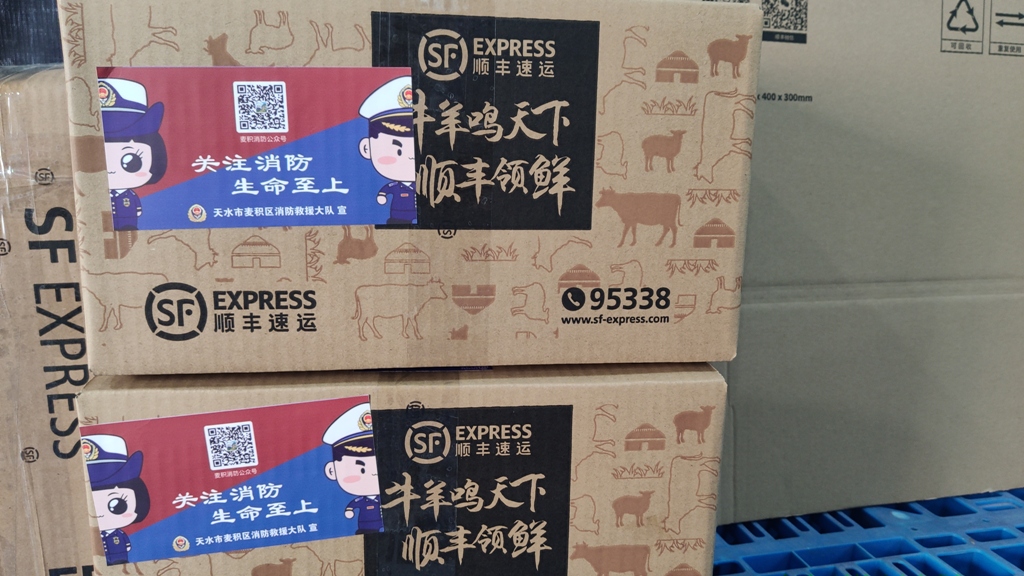 SF EXPRESS
顺丰速运
牛羊鸣天下
顺丰领鲜
麦积消防公众号
关注消防
生命至上
天水市麦积区消防救援大队 宣
SF EXPRESS
顺丰速运
95338
www.sf-express.com
SF EXPRESS
顺丰速运
牛羊鸣天下
顺丰领鲜
麦积消防公众号
关注消防
生命至上
天水市麦积区消防救援大队 宣
SF EXPRESS
x 400 x 300mm
可回收